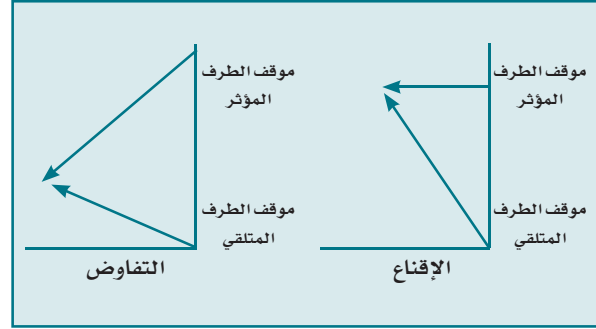 موقف الطرف
المؤثر
موقف الطرف
المتلقي
الإقناع
موقف الطرف
المؤثر
موقف الطرف
المتلقي
التفاوض